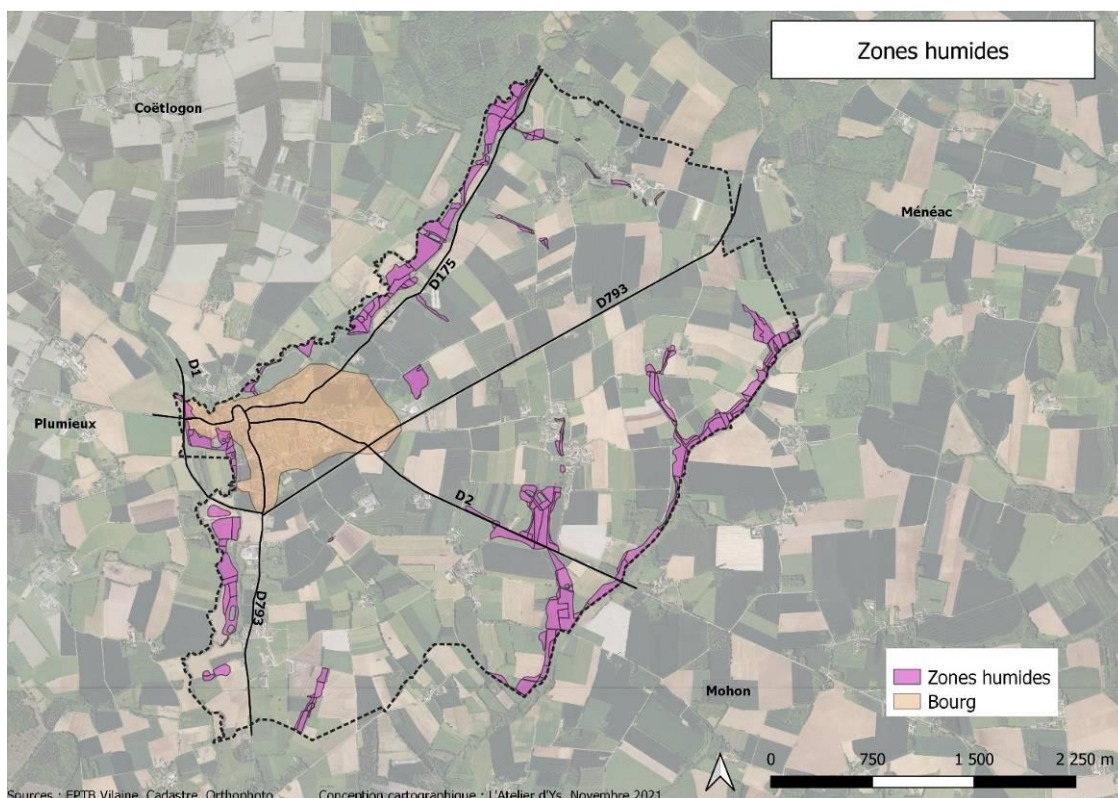 Zones humides
Coëtlogon
Ménéac
D175
D793
D1
Plumieux
D2
D793
Mohon
Zones humides
Bourg
0 750 1 500 2 250 m
Sources : EPTB Vilaine, Cadastre, Orthophoto Conception cartographique : L'Atelier d'Ys, Novembre 2021